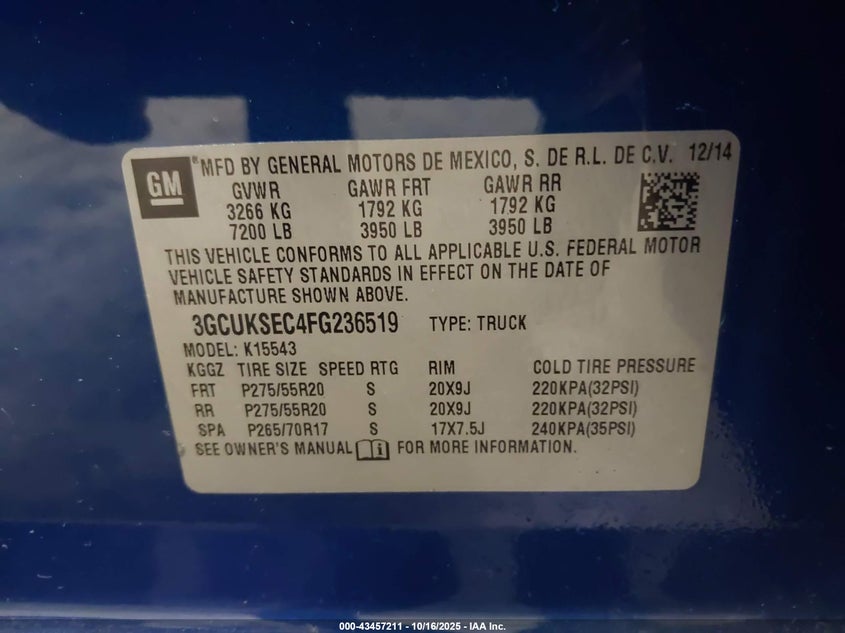 GM
®MFD BY GENERAL MOTORS DE MEXICO, S. DE R.L. DE C.V. 12/14
GVWR GAWR FRT GAWR RR
3266 KG 1792 KG 1792 KG
7200 LB 3950 LB 3950 LB
THIS VEHICLE CONFORMS TO ALL APPLICABLE U.S. FEDERAL MOTOR
VEHICLE SAFETY STANDARDS IN EFFECT ON THE DATE OF
MANUFACTURE SHOWN ABOVE.
3GCUKSEC4FG236519 TYPE: TRUCK
MODEL: K15543
KGGZ TIRE SIZE SPEED RTG RIM COLD TIRE PRESSURE
FRT P275/55R20 S 20X9J 220KPA(32PSI)
RR P275/55R20 S 20X9J 220KPA(32PSI)
SPA P265/70R17 S 17X7.5J 240KPA(35PSI)
SEE OWNER'S MANUAL FOR MORE INFORMATION.
000-43457211 - 10/16/2025 - IAA Inc.